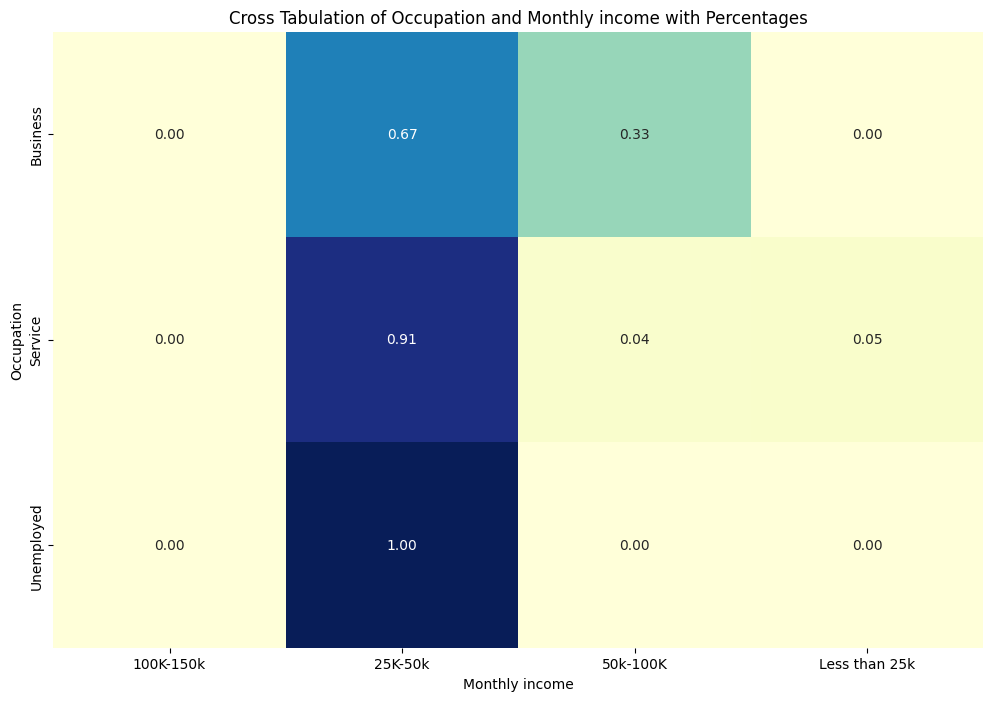 Cross Tabulation of Occupation and Monthly income with Percentages
Occupation
Business
0.00 0.67 0.33 0.00
Service
0.00 0.91 0.04 0.05
Unemployed
0.00 1.00 0.00 0.00
100K-150k 25K-50k 50k-100K Less than 25k
Monthly income